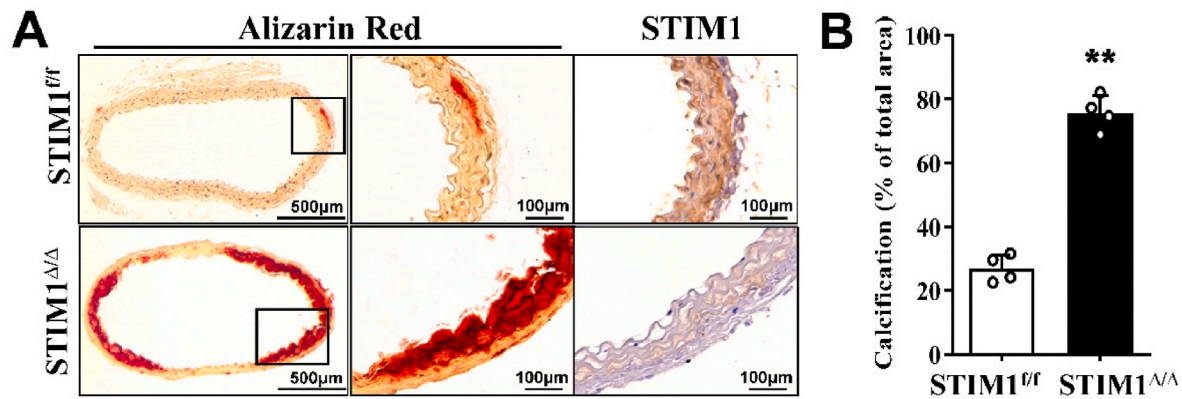 A
Alizarin Red
STIM1
STIM1f/f
500μm
100μm
100μm
STIM1Δ/Δ
500μm
100μm
100μm
B
Calcification (% of total area)
100
80
60
40
20
0
**
STIM1f/f
STIM1Δ/Δ